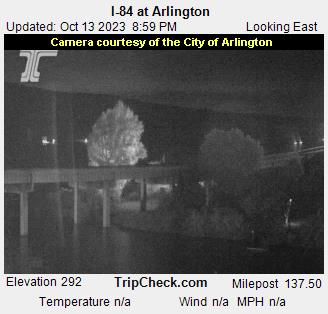 I-84 at Arlington
Updated: Oct 13 2023 8:59 PM Looking East
Camera courtesy of the City of Arlington
Elevation 292 TripCheck.com Milepost 137.50
Temperature n/a Wind n/a MPH n/a